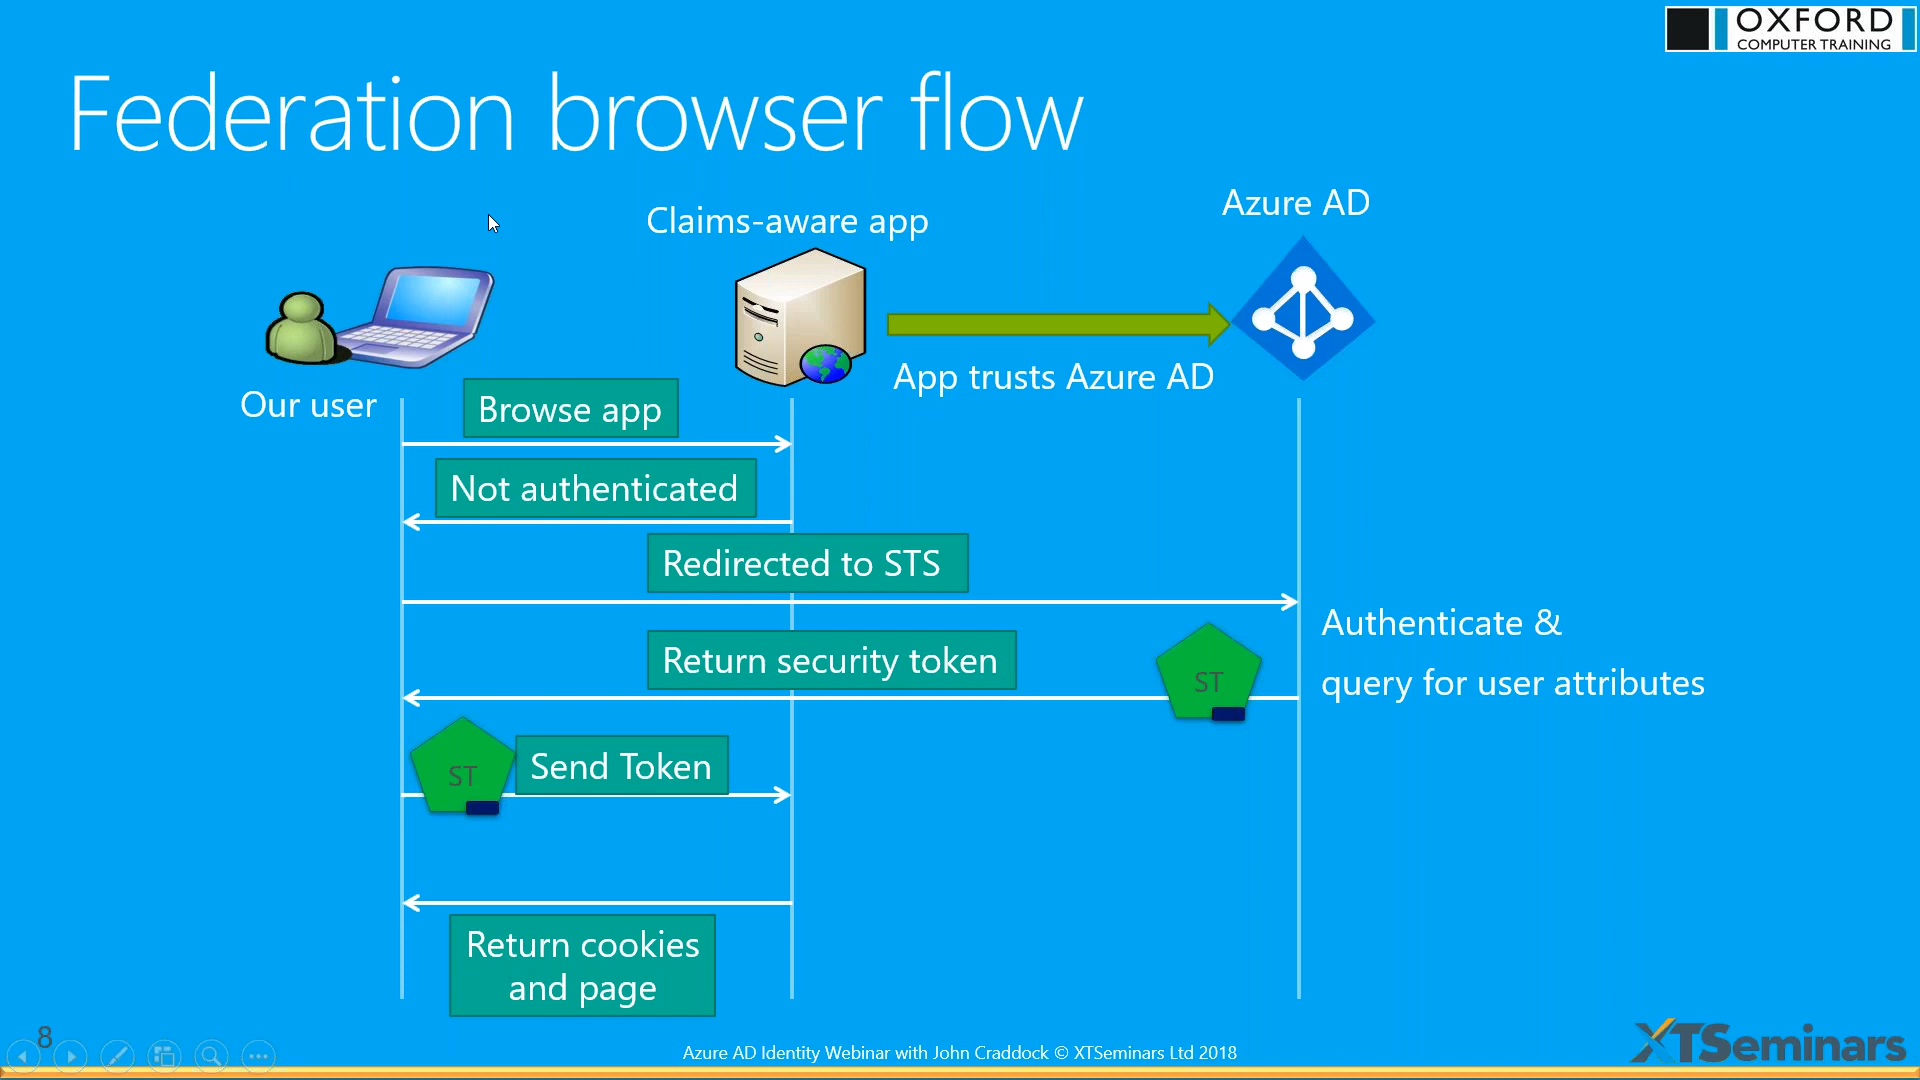 OXFORD
COMPUTER TRAINING
Federation browser flow
Azure AD
Claims-aware app
App trusts Azure AD
Our user
Browse app
Not authenticated
Redirected to STS
Authenticate &
query for user attributes
Return security token
ST
ST
Send Token
Return cookies
and page
8
Azure AD Identity Webinar with John Craddock © XTSeminars Ltd 2018
XTSeminars